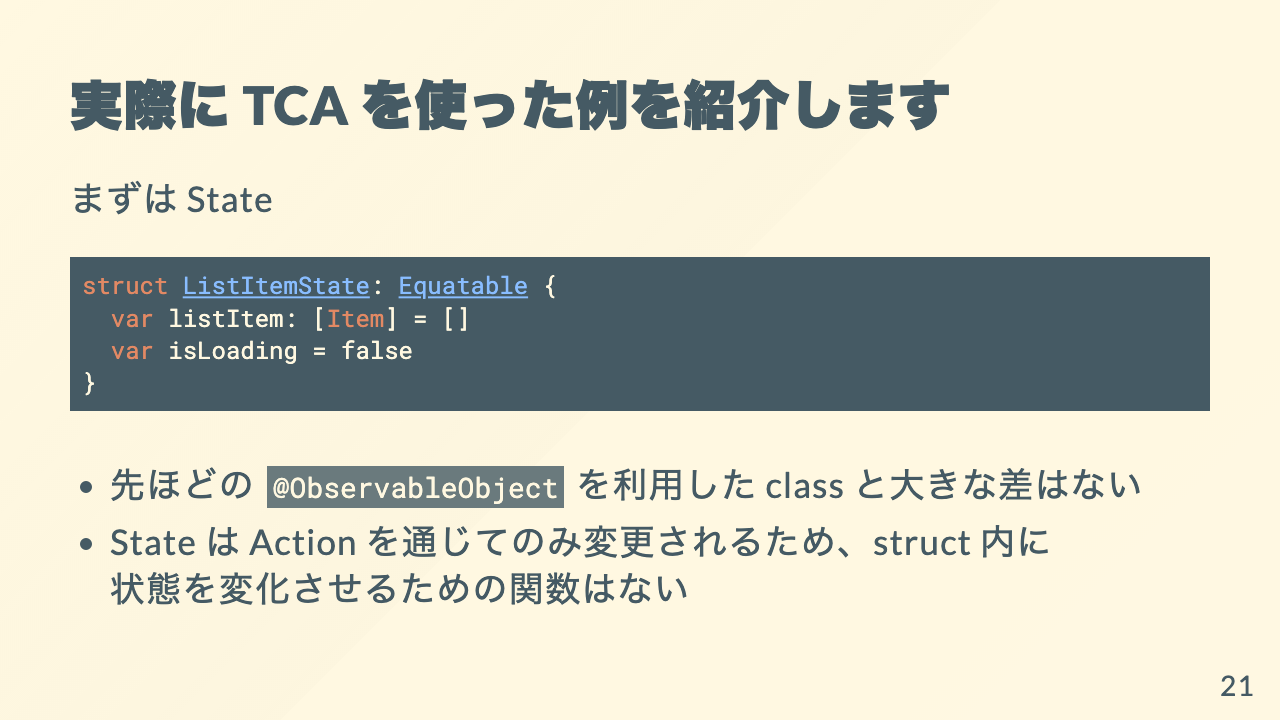 実際に TCA を使った例を紹介します
まずは State
struct ListItemState: Equatable {
  var listItem: [Item] = []
  var isLoading = false
}
• 先ほどの @ObservableObject を利用した class と大きな差はない
• State は Action を通じてのみ変更されるため、struct 内に
状態を変化させるための関数はない
21